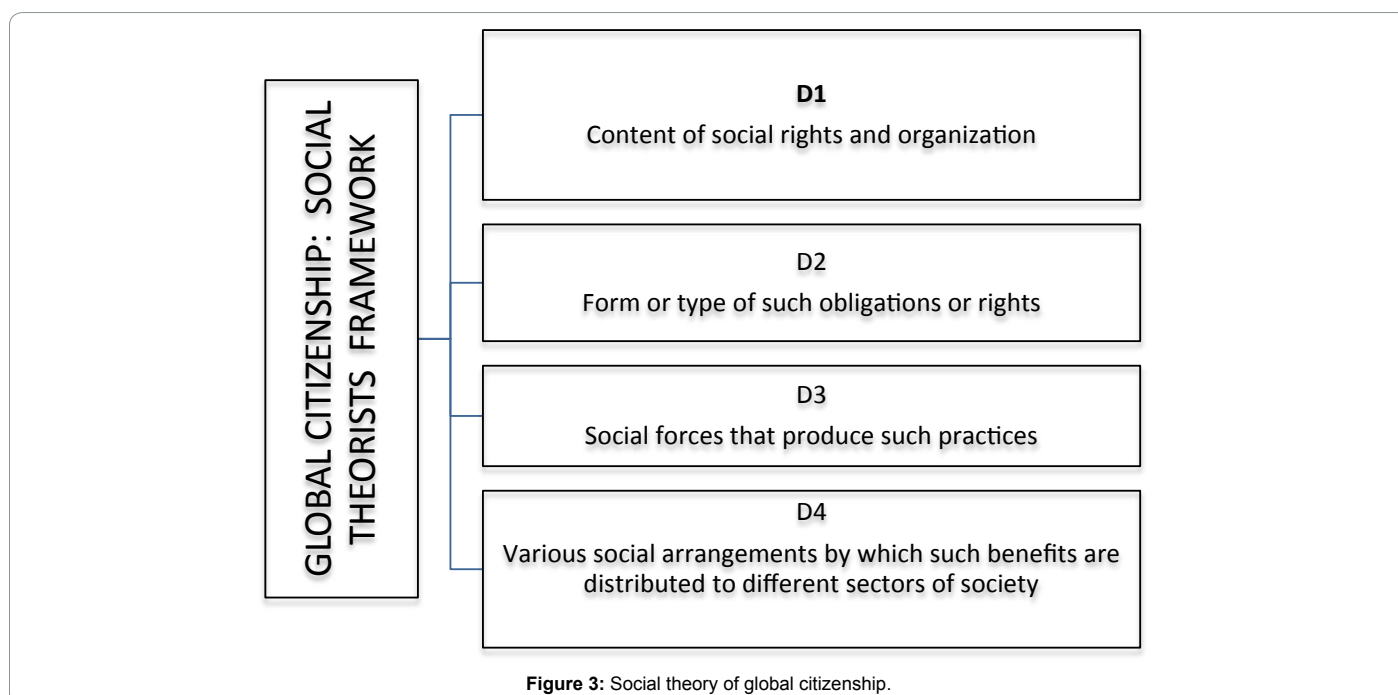 GLOBAL CITIZENSHIP: SOCIAL
THEORISTS FRAMEWORK
D1
Content of social rights and organization
D2
Form or type of such obligations or rights
D3
Social forces that produce such practices
D4
Various social arrangements by which such benefits are
distributed to different sectors of society
Figure 3: Social theory of global citizenship.